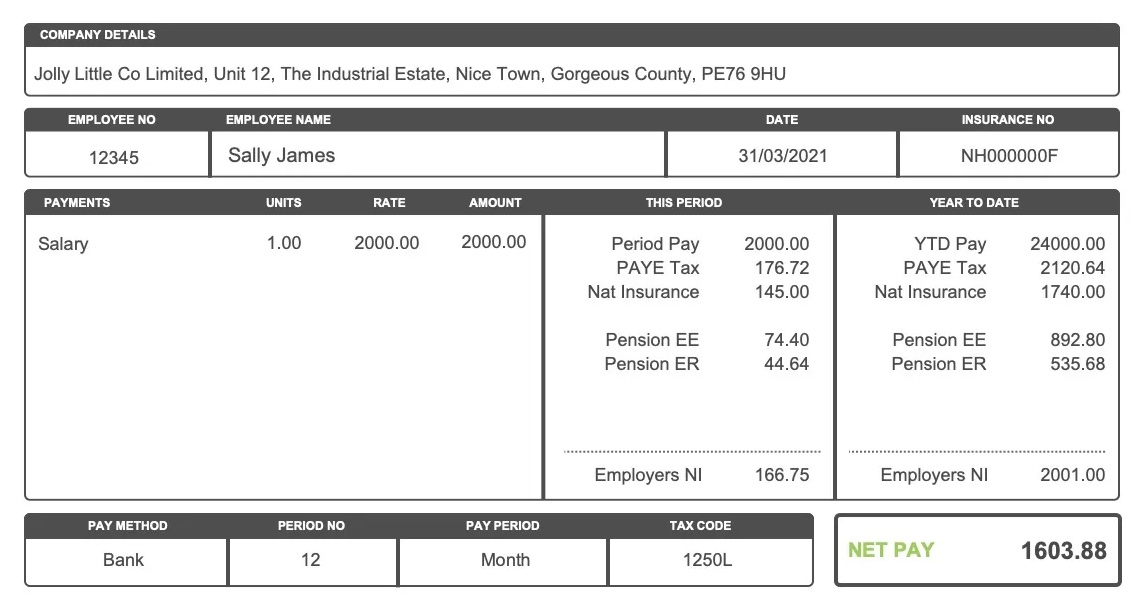 COMPANY DETAILS
Jolly Little Co Limited, Unit 12, The Industrial Estate, Nice Town, Gorgeous County, PE76 9HU
EMPLOYEE NO EMPLOYEE NAME DATE INSURANCE NO
12345 Sally James 31/03/2021 NH000000F
PAYMENTS UNITS RATE AMOUNT THIS PERIOD YEAR TO DATE
Salary 1.00 2000.00 2000.00 Period Pay 2000.00 YTD Pay 24000.00
PAYE Tax 176.72 PAYE Tax 2120.64
Nat Insurance 145.00 Nat Insurance 1740.00
Pension EE 74.40 Pension EE 892.80
Pension ER 44.64 Pension ER 535.68
Employers NI 166.75 Employers NI 2001.00
PAY METHOD PERIOD NO PAY PERIOD TAX CODE
Bank 12 Month 1250L
NET PAY 1603.88